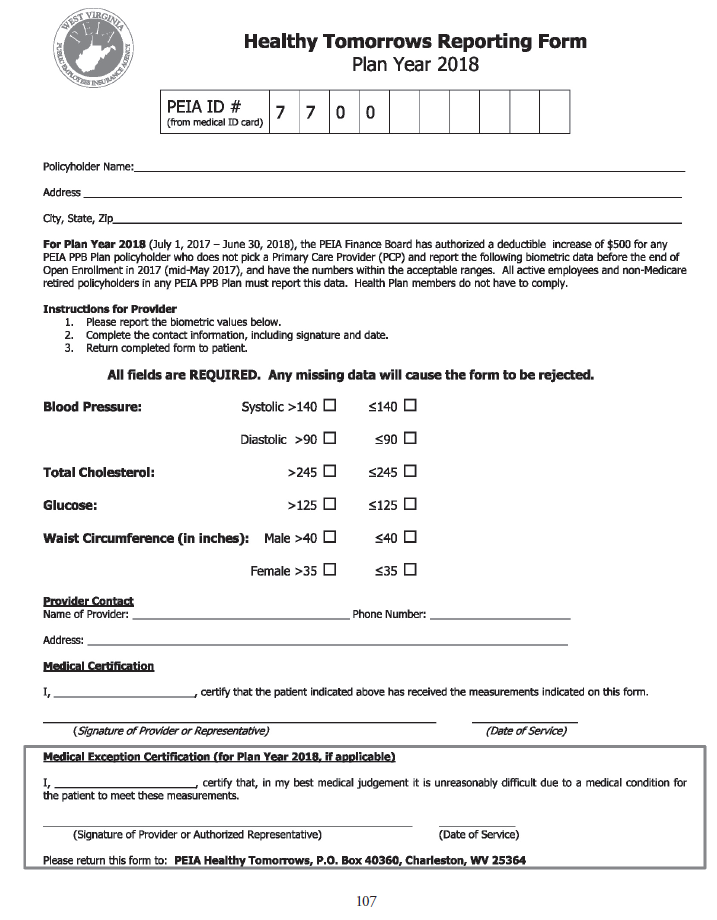 WEST VIRGINIA
PEIA
PUBLIC EMPLOYEES INSURANCE AGENCY
Healthy Tomorrows Reporting Form
Plan Year 2018
PEIA ID # 7 7 0 0
(from medical ID card)
Policyholder Name:
Address
City, State, Zip
For Plan Year 2018 (July 1, 2017 – June 30, 2018), the PEIA Finance Board has authorized a deductible increase of $500 for any
PEIA PPB Plan policyholder who does not pick a Primary Care Provider (PCP) and report the following biometric data before the end of
Open Enrollment in 2017 (mid-May 2017), and have the numbers within the acceptable ranges. All active employees and non-Medicare
retired policyholders in any PEIA PPB Plan must report this data. Health Plan members do not have to comply.
Instructions for Provider
1. Please report the biometric values below.
2. Complete the contact information, including signature and date.
3. Return completed form to patient.
All fields are REQUIRED. Any missing data will cause the form to be rejected.
Blood Pressure: Systolic >140 ☐ ≤140 ☐
Diastolic >90 ☐ ≤90 ☐
Total Cholesterol: >245 ☐ ≤245 ☐
Glucose: >125 ☐ ≤125 ☐
Waist Circumference (in inches): Male >40 ☐ ≤40 ☐
Female >35 ☐ ≤35 ☐
Provider Contact
Name of Provider: Phone Number:
Address:
Medical Certification
I, , certify that the patient indicated above has received the measurements indicated on this form.
(Signature of Provider or Representative) (Date of Service)
Medical Exception Certification (for Plan Year 2018, if applicable)
I, , certify that, in my best medical judgement it is unreasonably difficult due to a medical condition for
the patient to meet these measurements.
(Signature of Provider or Authorized Representative) (Date of Service)
Please return this form to: PEIA Healthy Tomorrows, P.O. Box 40360, Charleston, WV 25364
107